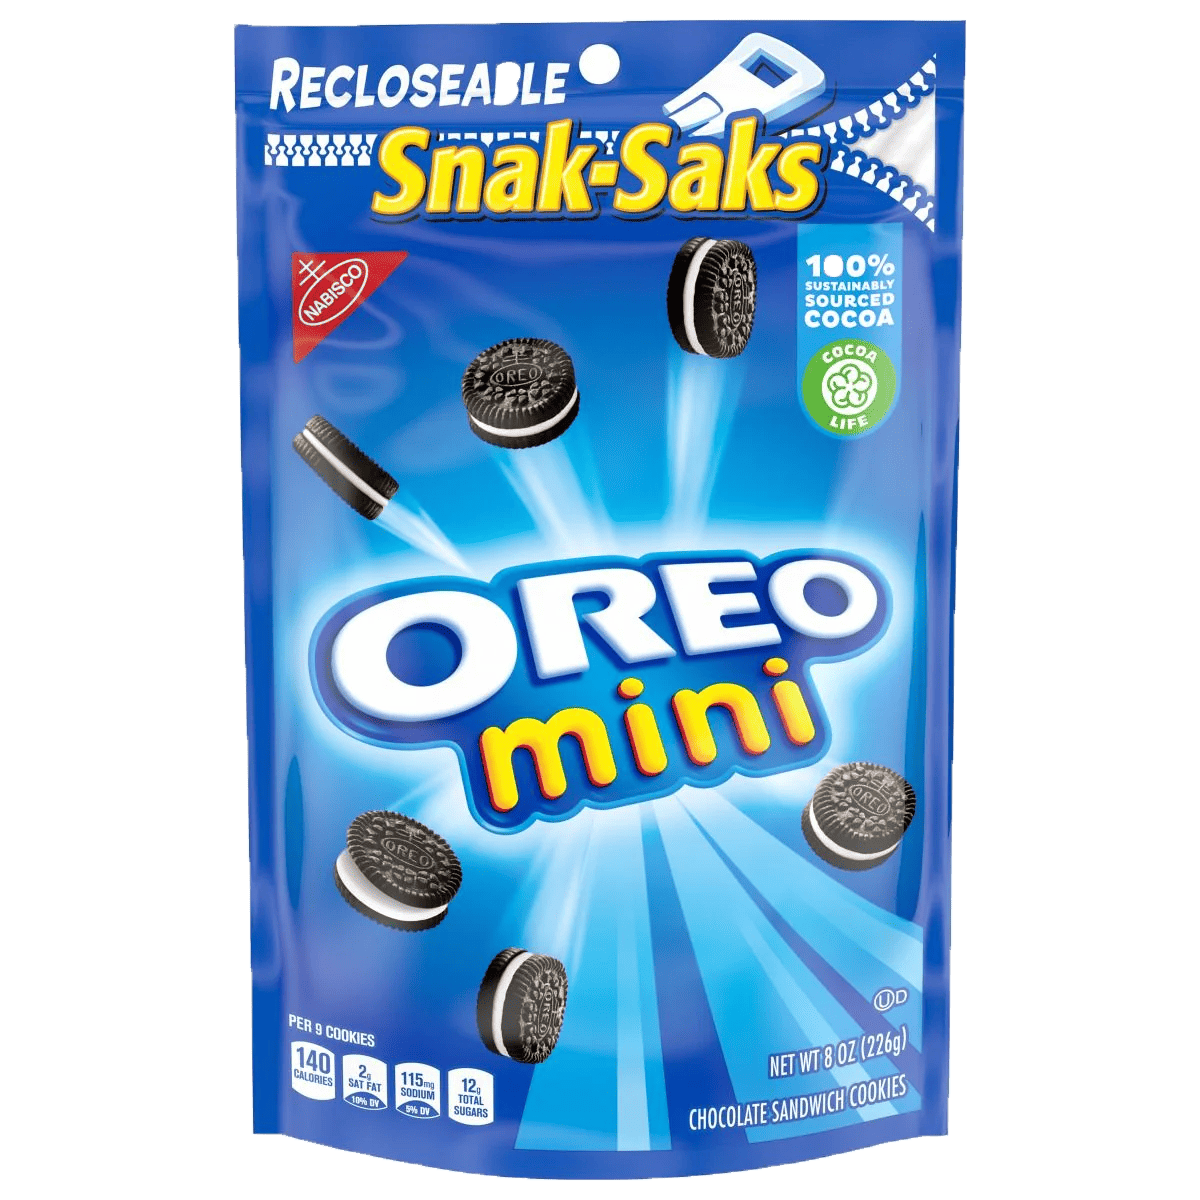 RECLOSEABLE
Snak-Saks
NABISCO
100%
SUSTAINABLY
SOURCED
COCOA
COCOA
LIFE
OREO
OREO
OREO
mini
OREO
OREO
OREO
PER 9 COOKIES
140
CALORIES
2g
SAT FAT
10% DV
115mg
SODIUM
5% DV
12g
TOTAL
SUGARS
UD
NET WT 8 OZ (226g)
CHOCOLATE SANDWICH COOKIES